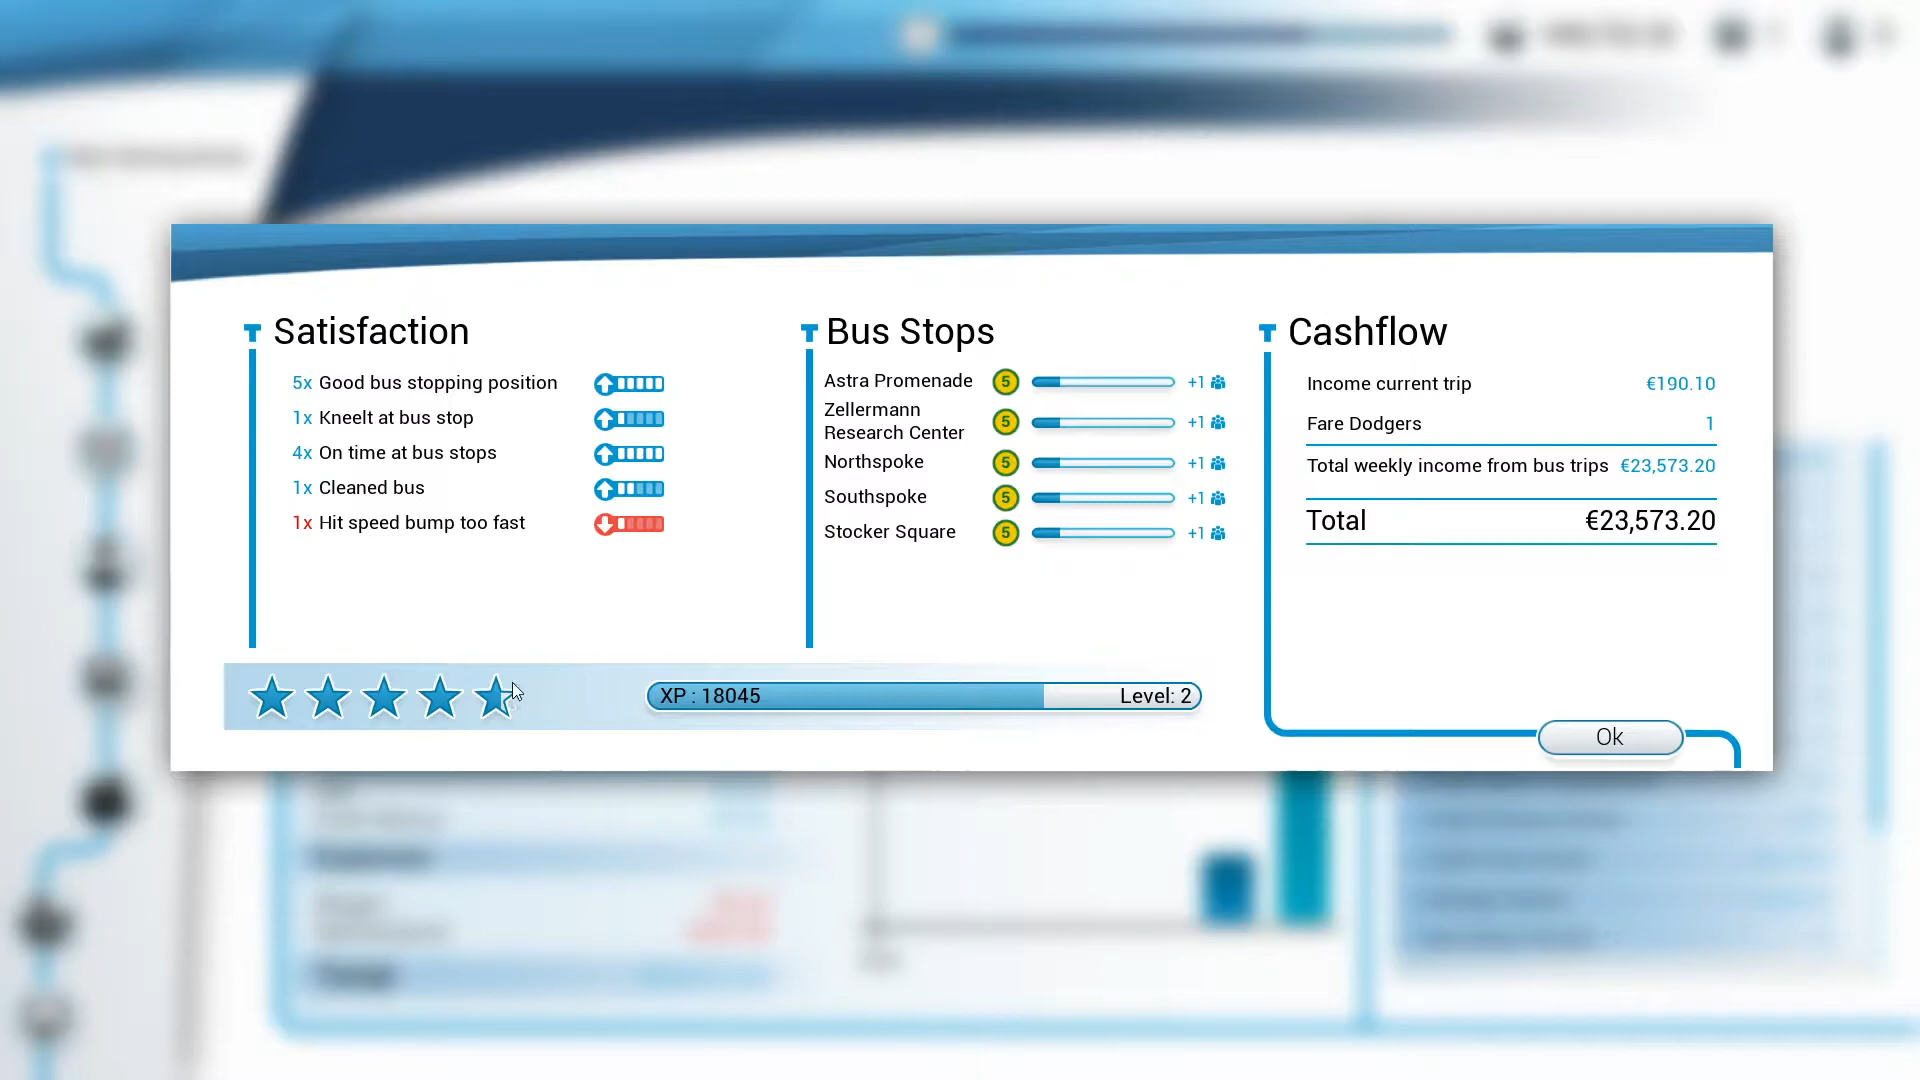 Satisfaction
5x Good bus stopping position
1x Kneelt at bus stop
4x On time at bus stops
1x Cleaned bus
1x Hit speed bump too fast
Bus Stops
Astra Promenade 5 +1
Zellermann
Research Center 5 +1
Northspoke 5 +1
Southspoke 5 +1
Stocker Square 5 +1
Cashflow
Income current trip €190.10
Fare Dodgers 1
Total weekly income from bus trips €23,573.20
Total €23,573.20
XP : 18045 Level: 2
Ok